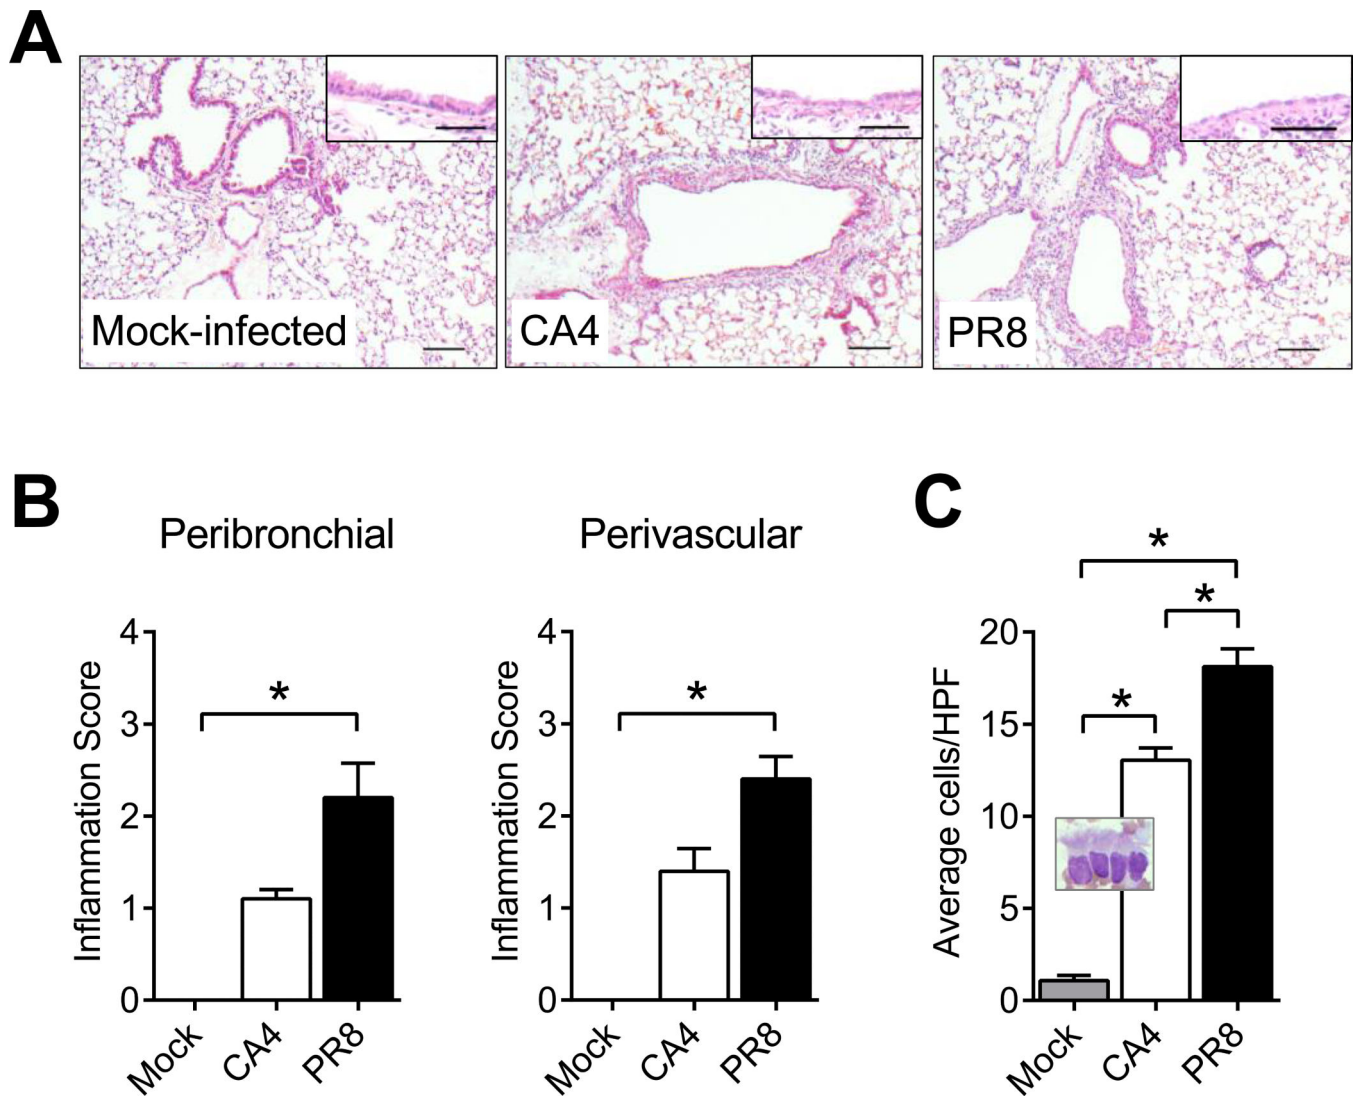 A
Mock-infected
CA4
PR8
B
Peribronchial
Inflammation Score
4
3
2
1
0
*
Mock
CA4
PR8
Perivascular
Inflammation Score
4
3
2
1
0
*
Mock
CA4
PR8
C
Average cells/HPF
20
15
10
5
0
*
*
*
Mock
CA4
PR8